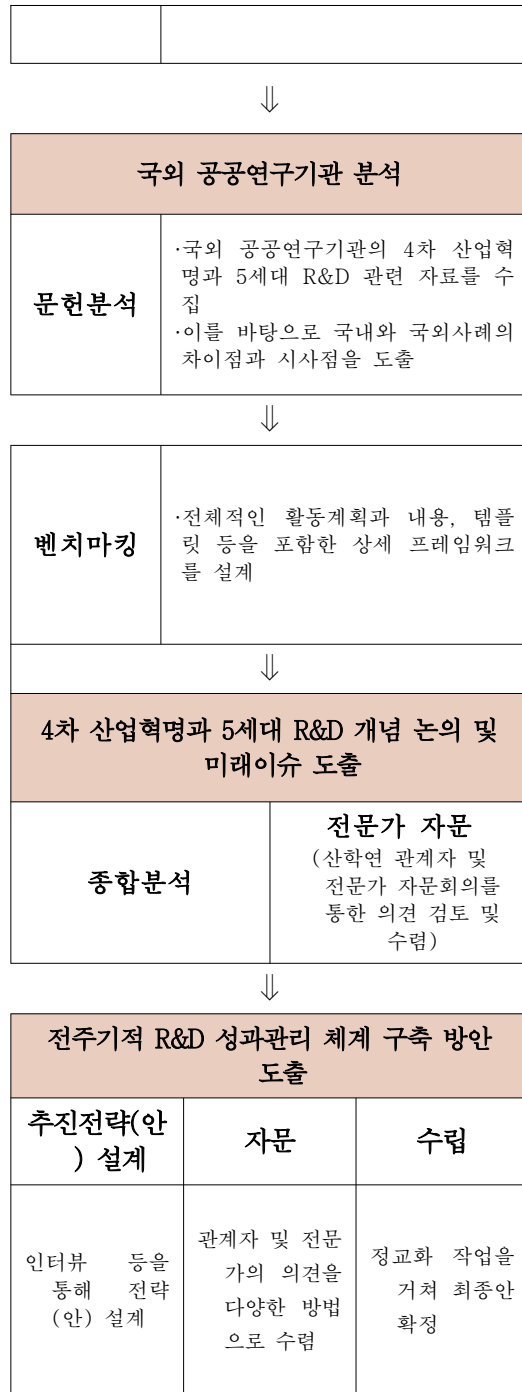 ⇓
국외 공공연구기관 분석
문헌분석
·국외 공공연구기관의 4차 산업혁
명과 5세대 R&D 관련 자료를 수
집
·이를 바탕으로 국내와 국외사례의
차이점과 시사점을 도출
⇓
벤치마킹
·전체적인 활동계획과 내용, 템플
릿 등을 포함한 상세 프레임워크
를 설계
⇓
4차 산업혁명과 5세대 R&D 개념 논의 및
미래이슈 도출
종합분석
전문가 자문
(산학연 관계자 및
전문가 자문회의를
통한 의견 검토 및
수렴)
⇓
전주기적 R&D 성과관리 체계 구축 방안
도출
추진전략(안
) 설계
자문
수립
인터뷰 등을
통해 전략
(안) 설계
관계자 및 전문
가의 의견을
다양한 방법
으로 수렴
정교화 작업을
거쳐 최종안
확정